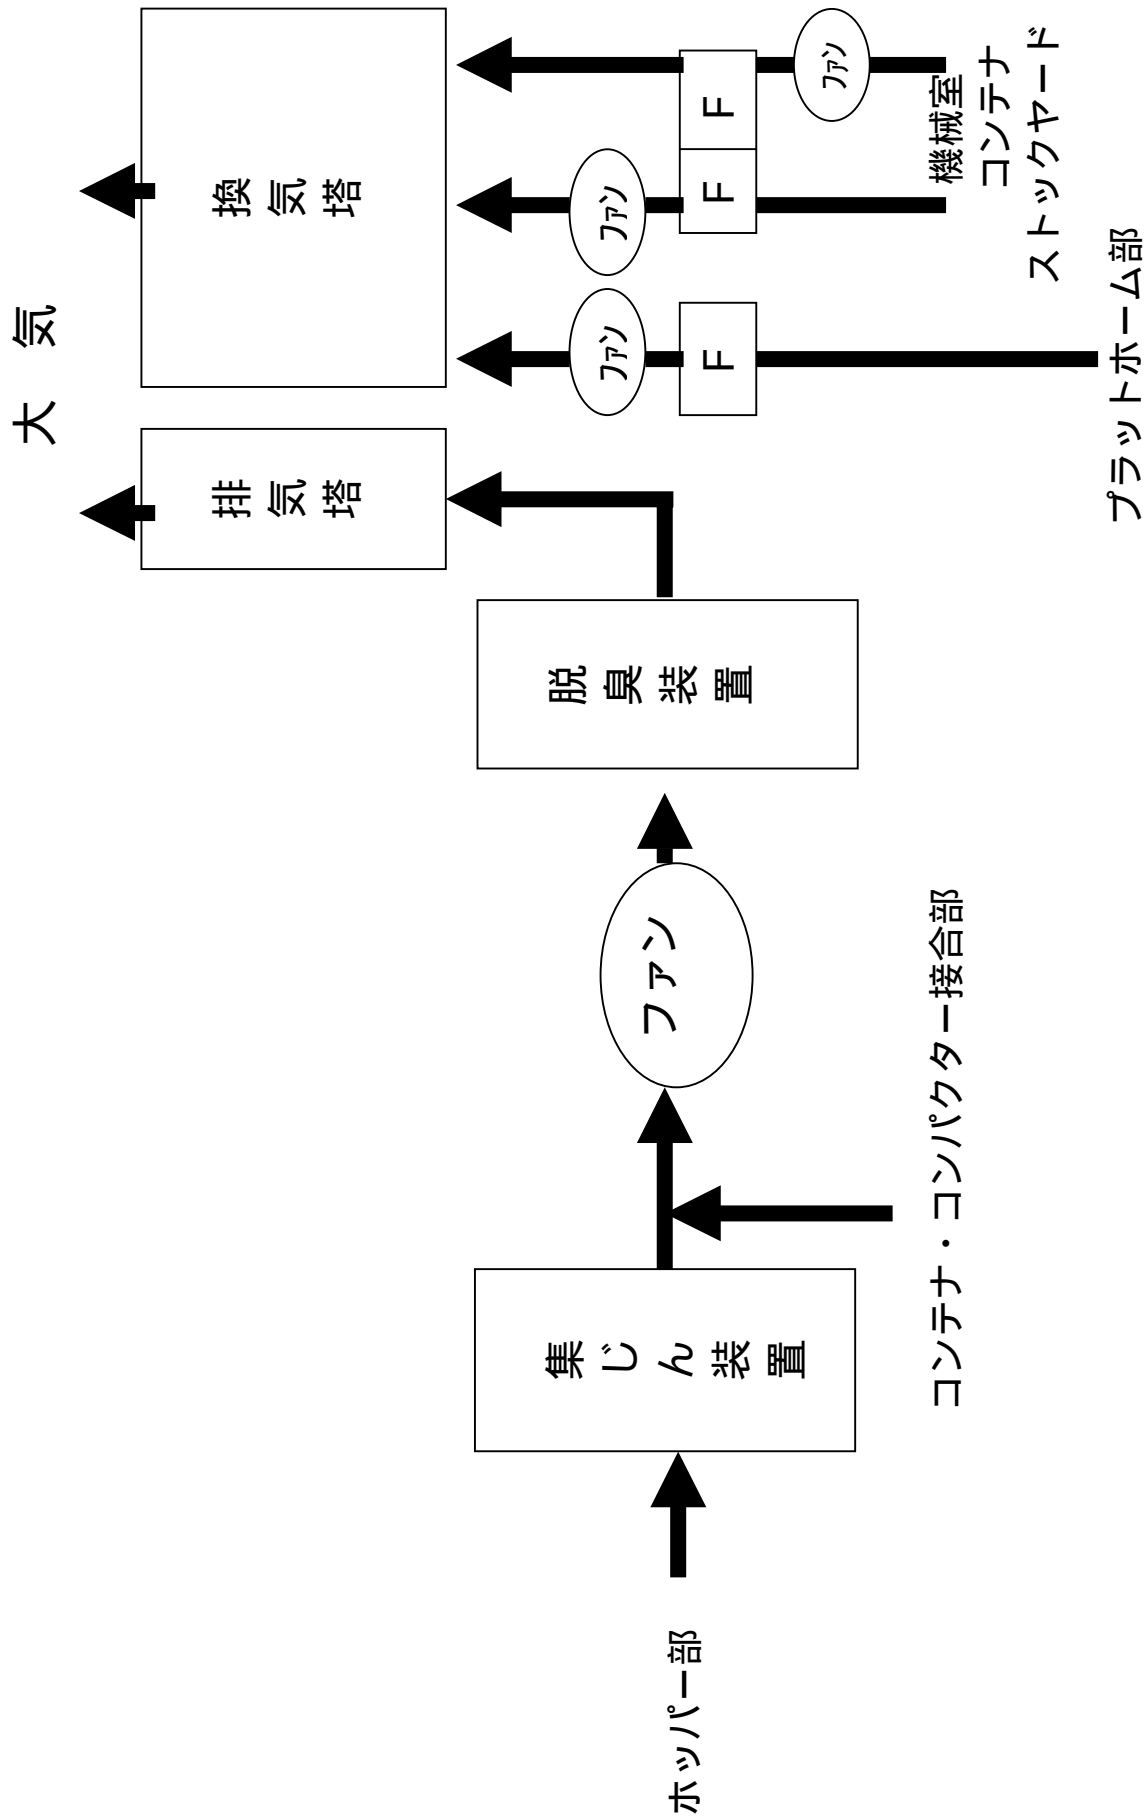 大 気
排気塔
換気塔
ホッパー部
集じん装置
ファン
脱臭装置
ファン
ファン
F
F
F
ファン
コンテナ・コンパクター接合部
機械室
コンテナ
ストックヤード
プラットホーム部